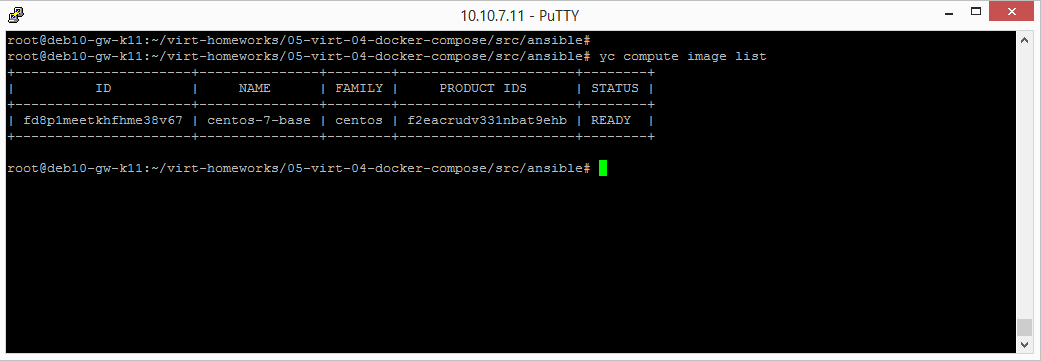 10.10.7.11 - PuTTY
root@deb10-gw-k11:~/virt-homeworks/05-virt-04-docker-compose/src/ansible#
root@deb10-gw-k11:~/virt-homeworks/05-virt-04-docker-compose/src/ansible# yc compute image list
+----------------------+---------------+--------+----------------------+--------+
|          ID          |     NAME      | FAMILY |     PRODUCT IDS      | STATUS |
+----------------------+---------------+--------+----------------------+--------+
| fd8p1meetkhfhme38v67 | centos-7-base | centos | f2eacrudv331nbat9ehb | READY  |
+----------------------+---------------+--------+----------------------+--------+
root@deb10-gw-k11:~/virt-homeworks/05-virt-04-docker-compose/src/ansible#